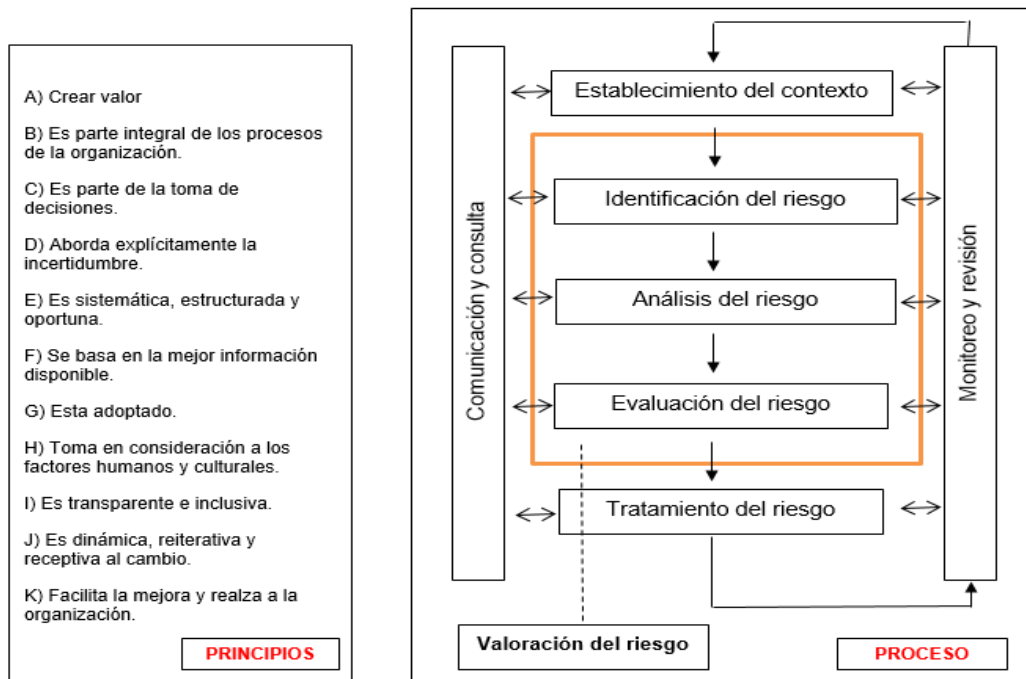 A) Crear valor
B) Es parte integral de los procesos
de la organización.
C) Es parte de la toma de
decisiones.
D) Aborda explícitamente la
incertidumbre.
E) Es sistemática, estructurada y
oportuna.
F) Se basa en la mejor información
disponible.
G) Esta adoptado.
H) Toma en consideración a los
factores humanos y culturales.
I) Es transparente e inclusiva.
J) Es dinámica, reiterativa y
receptiva al cambio.
K) Facilita la mejora y realza a la
organización.
PRINCIPIOS
Comunicación y consulta
Establecimiento del contexto
Identificación del riesgo
Análisis del riesgo
Evaluación del riesgo
Tratamiento del riesgo
Monitoreo y revisión
Valoración del riesgo
PROCESO